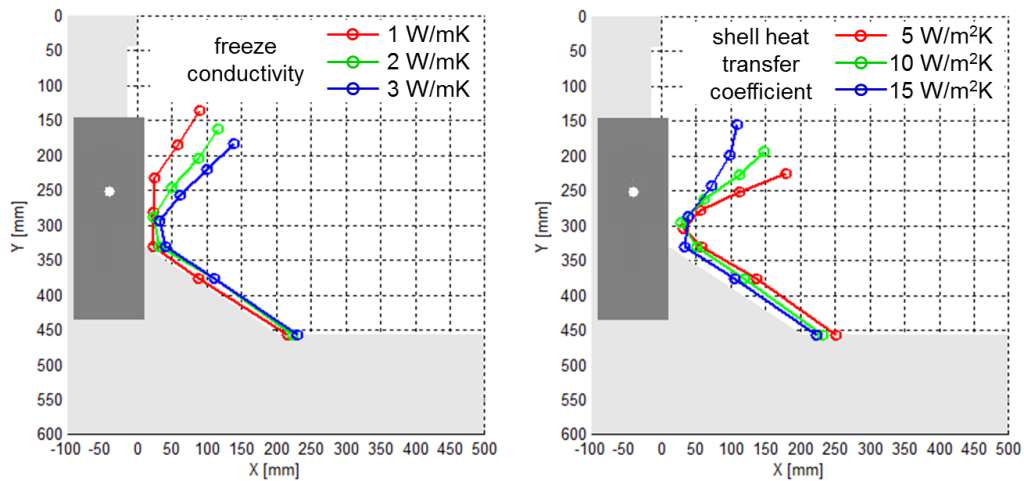 freeze
conductivity
1 W/mK
2 W/mK
3 W/mK
0
50
100
150
200
250
300
350
400
450
500
550
600
Y [mm]
-100 -50 0 50 100 150 200 250 300 350 400 450 500
X [mm]
shell heat
transfer
coefficient
5 W/m²K
10 W/m²K
15 W/m²K
0
50
100
150
200
250
300
350
400
450
500
550
600
Y [mm]
-100 -50 0 50 100 150 200 250 300 350 400 450 500
X [mm]